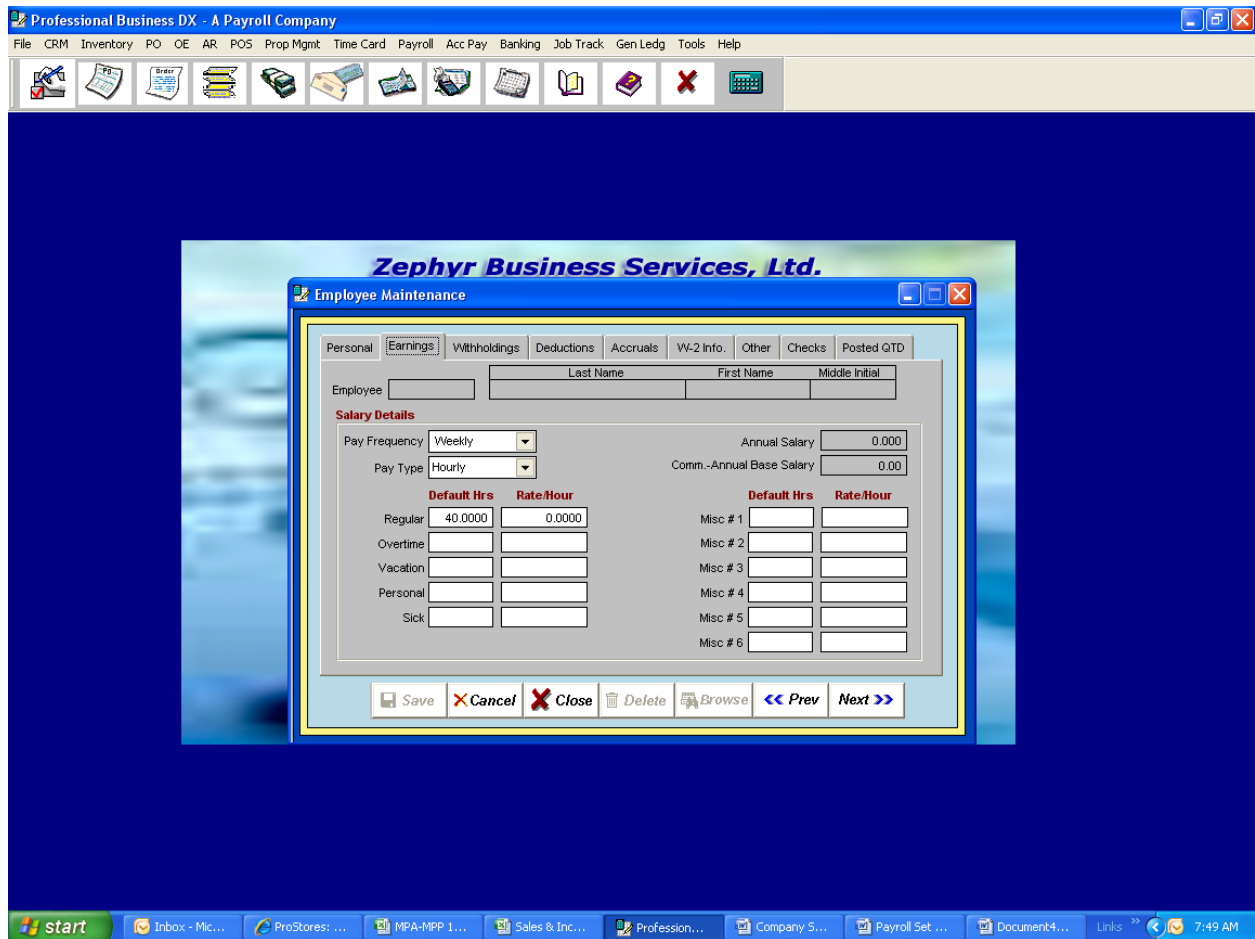 Professional Business DX - A Payroll Company
File CRM Inventory PO OE AR POS Prop Mgmt Time Card Payroll Acc Pay Banking Job Track Gen Ledg Tools Help
PO
Order
Zephyr Business Services, Ltd.
Employee Maintenance
Personal Earnings Withholdings Deductions Accruals W-2 Info. Other Checks Posted QTD
Last Name First Name Middle Initial
Employee
Salary Details
Pay Frequency Weekly Annual Salary 0.000
Pay Type Hourly Comm.-Annual Base Salary 0.00
Default Hrs Rate/Hour Default Hrs Rate/Hour
Regular 40.0000 0.0000 Misc # 1
Overtime Misc # 2
Vacation Misc # 3
Personal Misc # 4
Sick Misc # 5
Misc # 6
Save Cancel Close Delete Browse << Prev Next >>
start Inbox - Mic... ProStores: ... MPA-MPP 1... Sales & Inc... Profession... Company S... Payroll Set ... Document4... Links » 7:49 AM